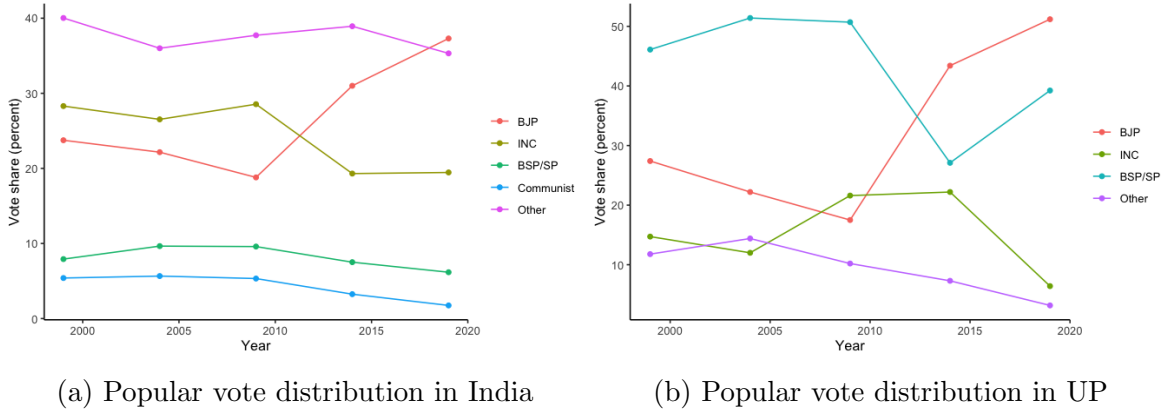 40
30
20
10
0
Vote share (percent)
2000
2005
2010
2015
2020
Year
BJP
INC
BSP/SP
Communist
Other
(a) Popular vote distribution in India
50
40
30
20
10
Vote share (percent)
2000
2005
2010
2015
2020
Year
BJP
INC
BSP/SP
Other
(b) Popular vote distribution in UP